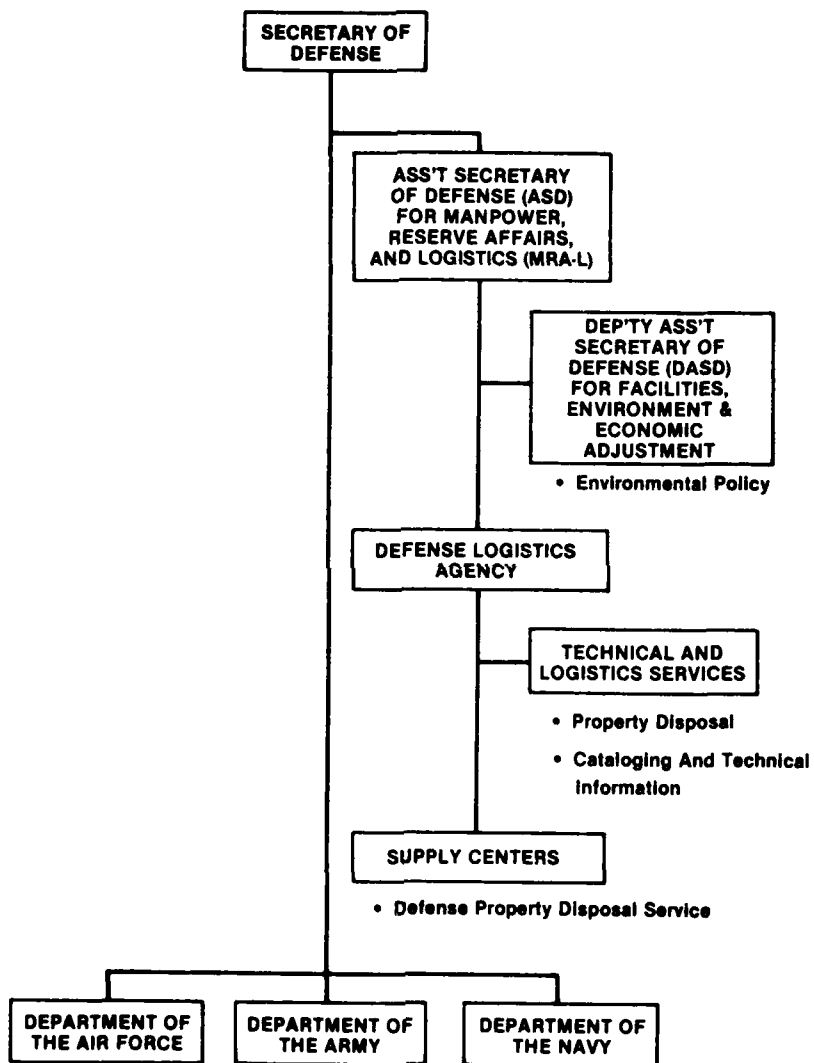 SECRETARY OF
DEFENSE
ASS'T SECRETARY
OF DEFENSE (ASD)
FOR MANPOWER,
RESERVE AFFAIRS,
AND LOGISTICS (MRA-L)
DEP'TY ASS'T
SECRETARY OF
DEFENSE (DASD)
FOR FACILITIES,
ENVIRONMENT &
ECONOMIC
ADJUSTMENT
• Environmental Policy
DEFENSE LOGISTICS
AGENCY
TECHNICAL AND
LOGISTICS SERVICES
• Property Disposal
• Cataloging And Technical
Information
SUPPLY CENTERS
• Defense Property Disposal Service
DEPARTMENT OF
THE AIR FORCE
DEPARTMENT OF
THE ARMY
DEPARTMENT OF
THE NAVY